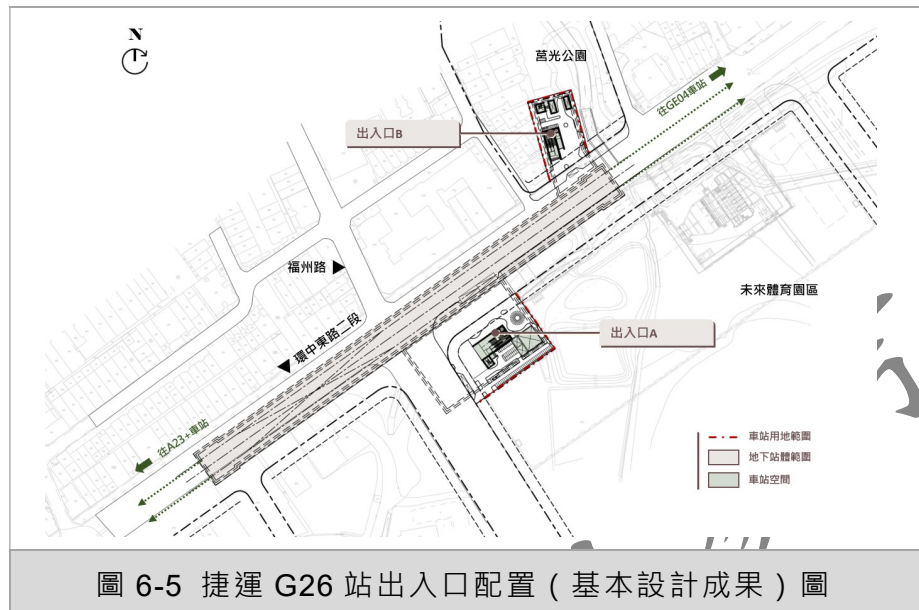 N
莒光公園
往GE04車站
出入口B
福州路
未來體育園區
環中東路二段
出入口A
往A23+車站
車站用地範圍
地下站體範圍
車站空間
圖 6-5 捷運 G26 站出入口配置（基本設計成果）圖